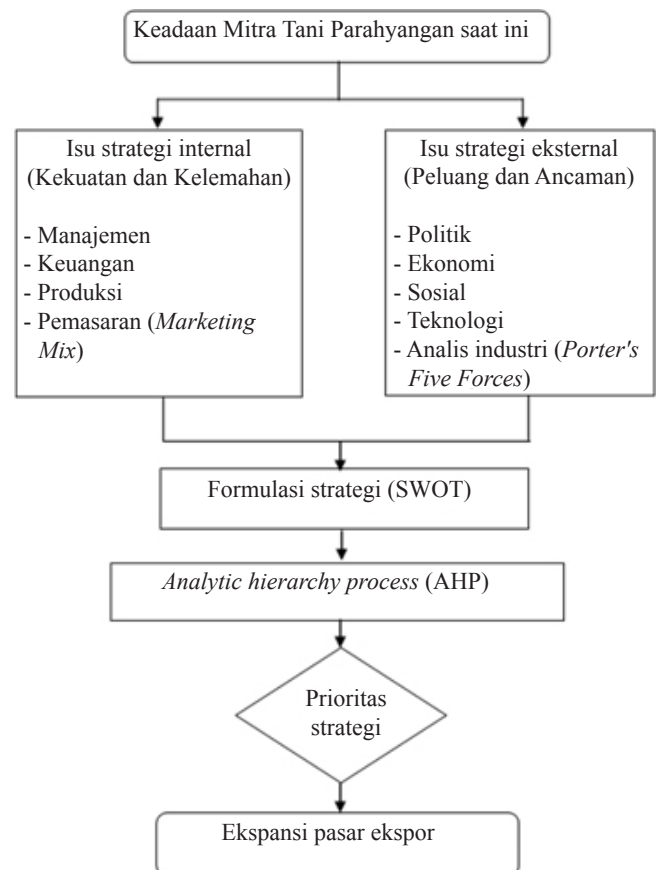 Keadaan Mitra Tani Parahyangan saat ini
Isu strategi internal
(Kekuatan dan Kelemahan)
- Manajemen
- Keuangan
- Produksi
- Pemasaran (Marketing
Mix)
Isu strategi eksternal
(Peluang dan Ancaman)
- Politik
- Ekonomi
- Sosial
- Teknologi
- Analis industri (Porter's
Five Forces)
Formulasi strategi (SWOT)
Analytic hierarchy process (AHP)
Prioritas
strategi
Ekspansi pasar ekspor